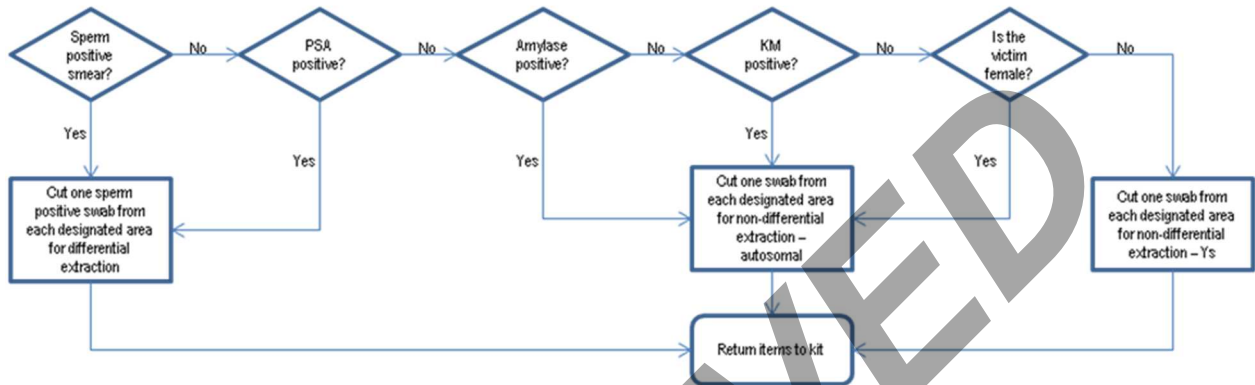 Sperm
positive
smear?
No
PSA
positive?
No
Amylase
positive?
No
KM
positive?
No
Is the
victim
female?
No
Yes
Yes
Yes
Yes
Yes
Cut one sperm
positive swab from
each designated area
for differential
extraction
Cut one swab from
each designated area
for non-differential
extraction –
autosomal
Cut one swab from
each designated area
for non-differential
extraction – Ys
Return items to kit
VED